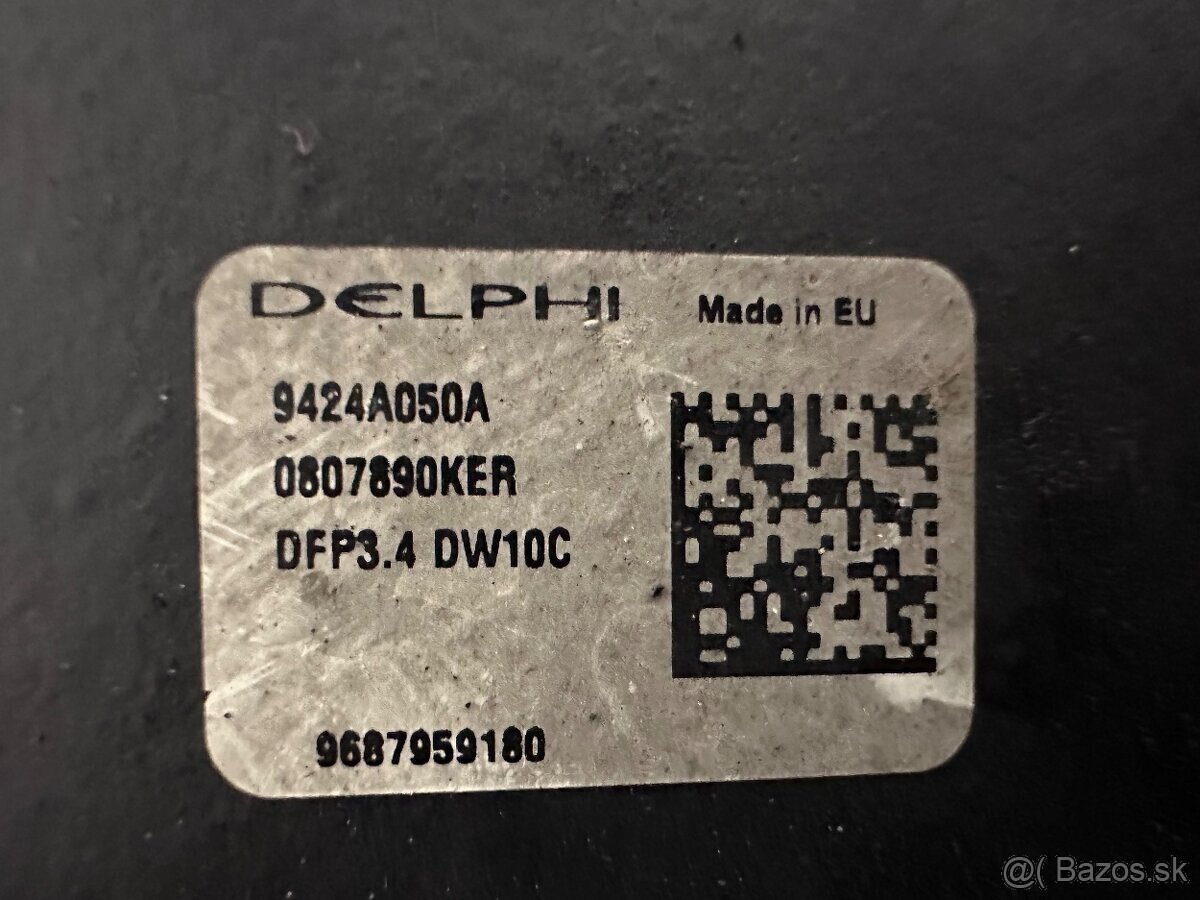 DELPHI Made in EU
9424A050A
0807890KER
DFP3.4 DW10C
9687959180
@( Bazos.sk